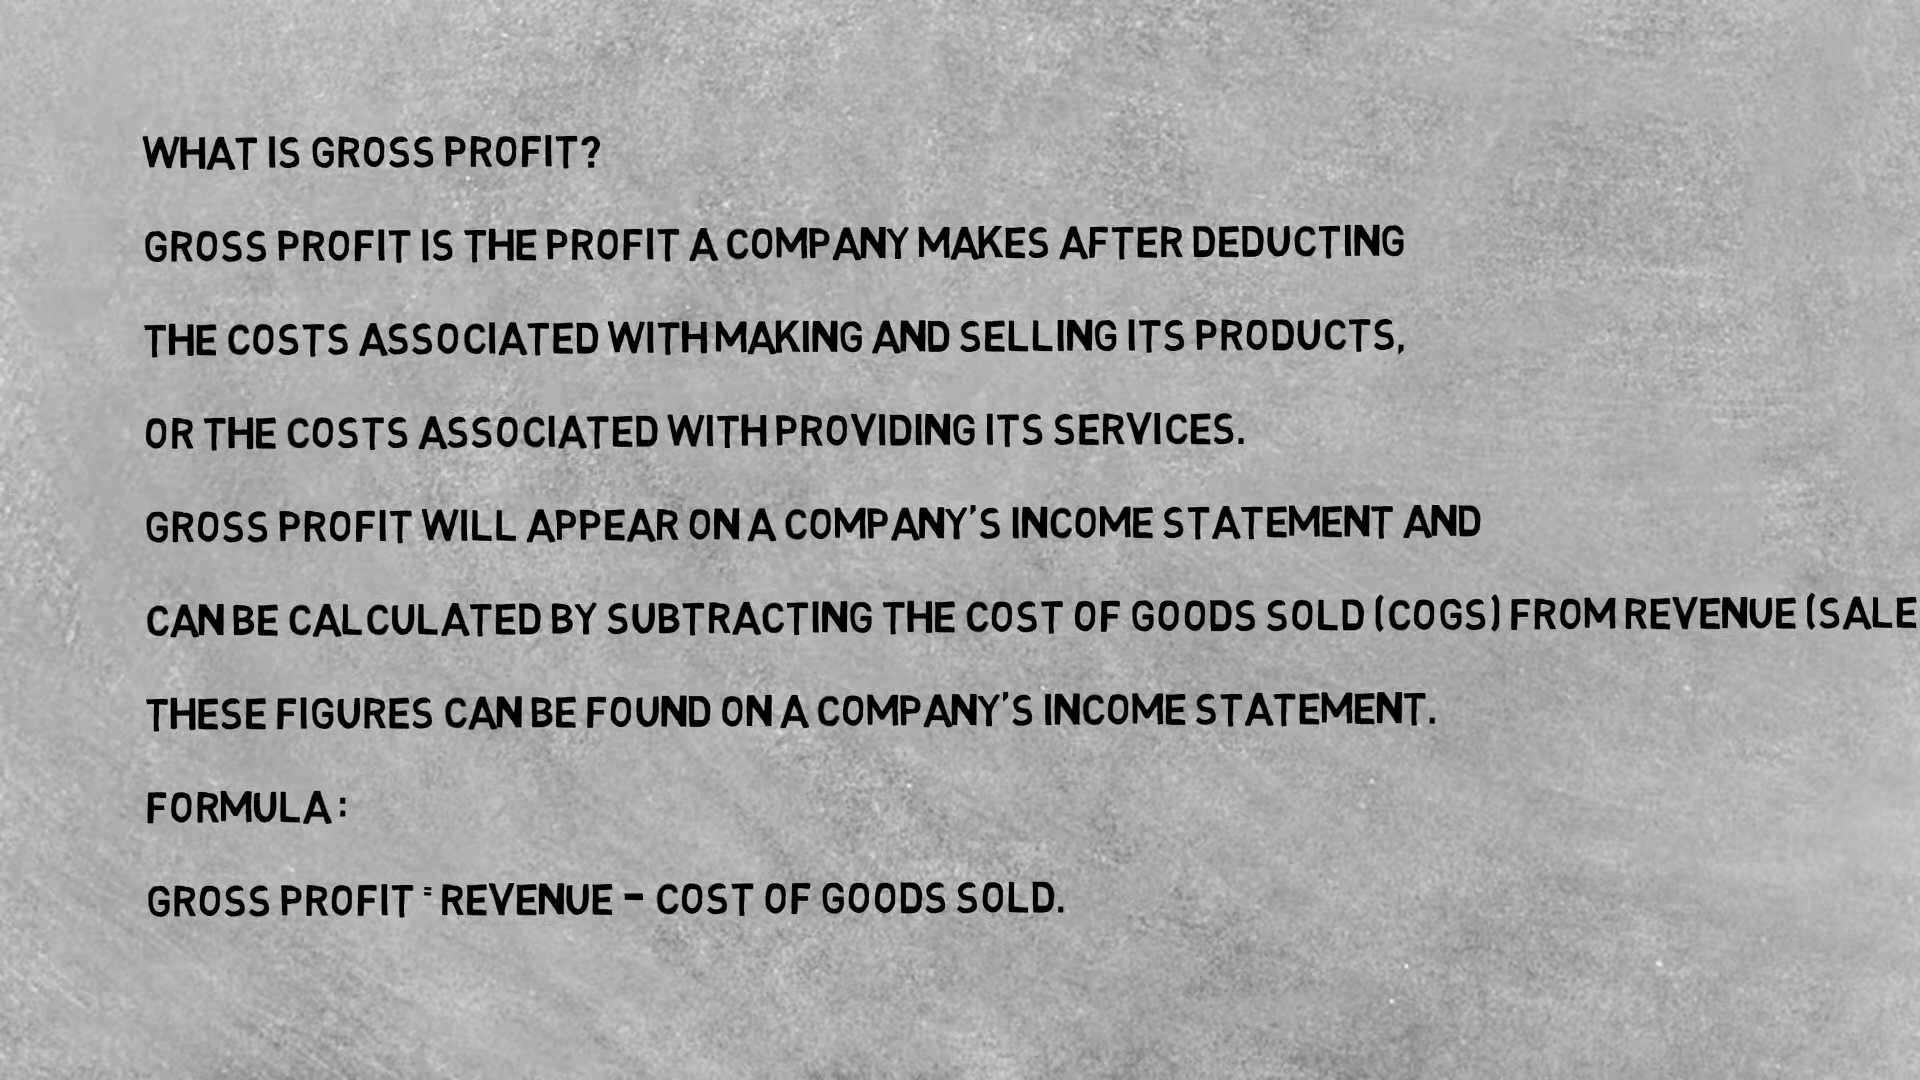 WHAT IS GROSS PROFIT?
GROSS PROFIT IS THE PROFIT A COMPANY MAKES AFTER DEDUCTING
THE COSTS ASSOCIATED WITH MAKING AND SELLING ITS PRODUCTS,
OR THE COSTS ASSOCIATED WITH PROVIDING ITS SERVICES.
GROSS PROFIT WILL APPEAR ON A COMPANY'S INCOME STATEMENT AND
CAN BE CALCULATED BY SUBTRACTING THE COST OF GOODS SOLD (COGS) FROM REVENUE (SALE
THESE FIGURES CAN BE FOUND ON A COMPANY'S INCOME STATEMENT.
FORMULA:
GROSS PROFIT = REVENUE - COST OF GOODS SOLD.